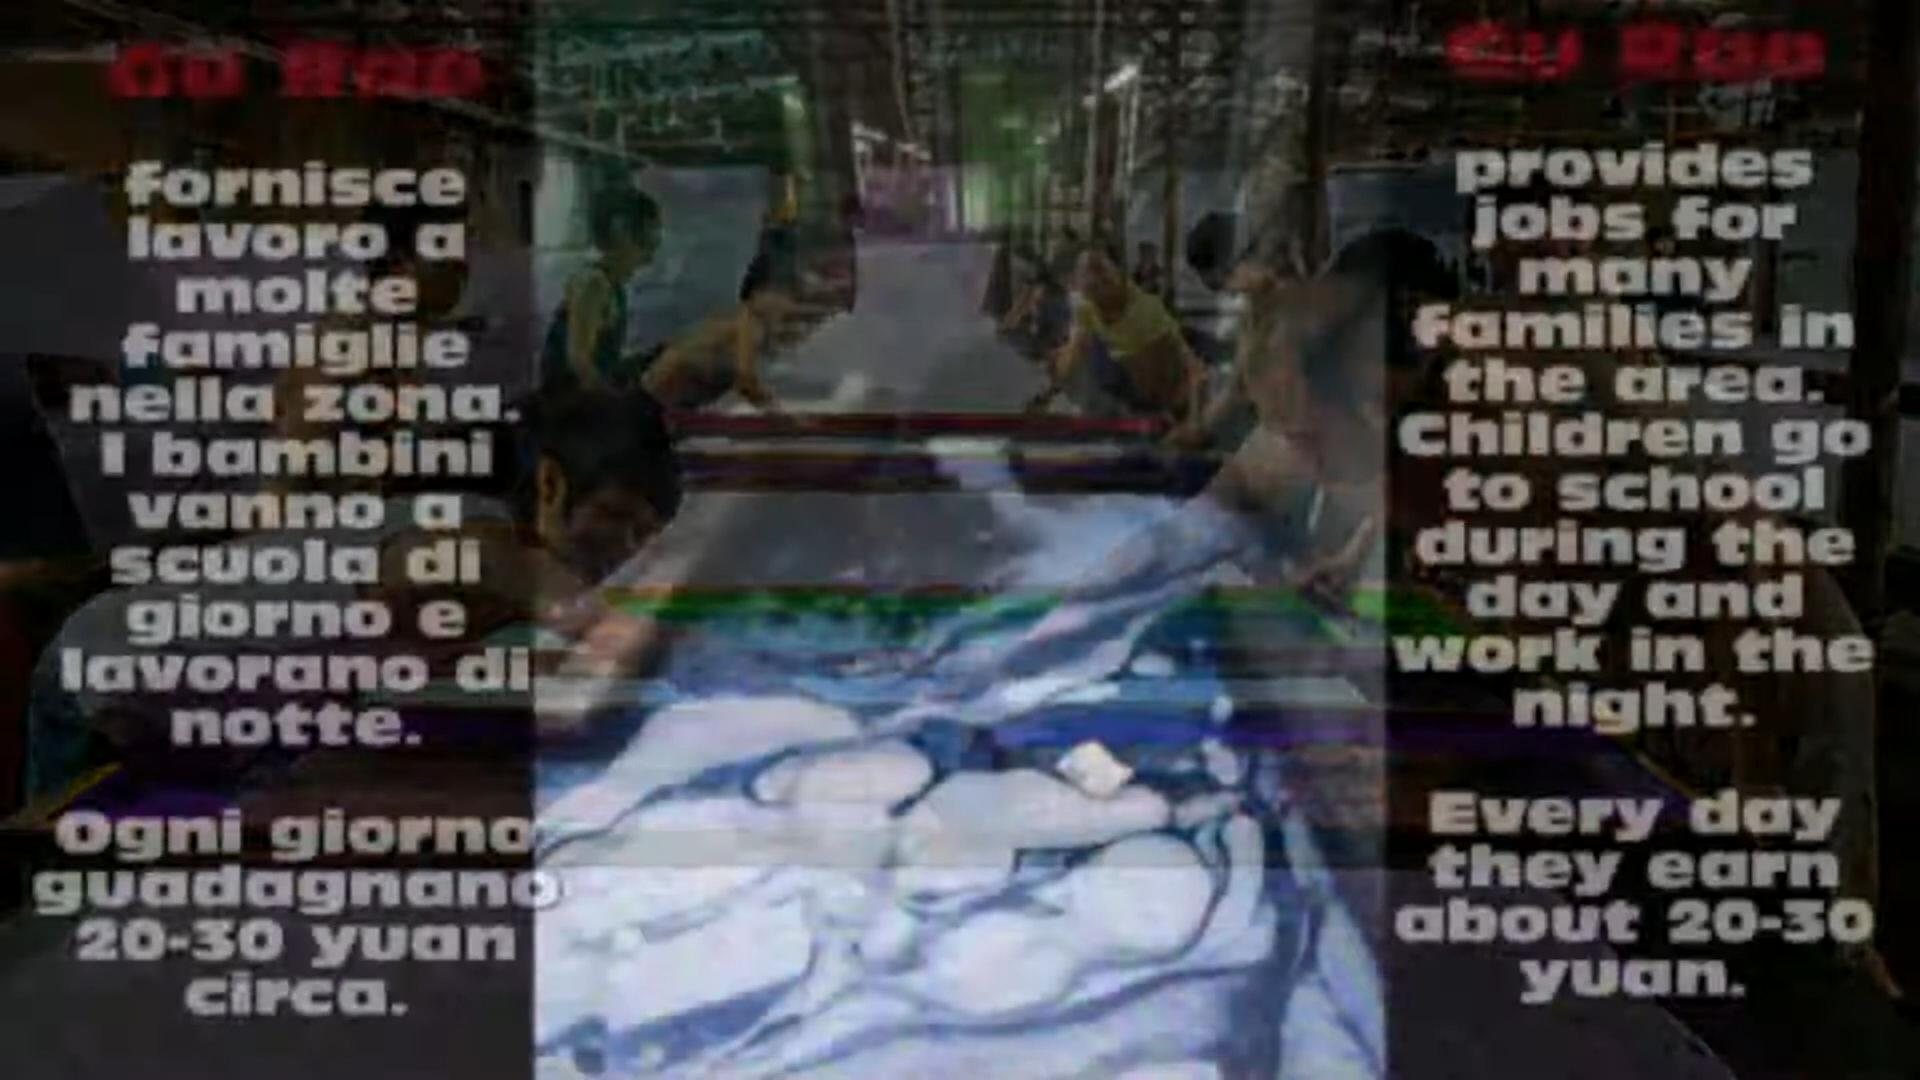 fornisce
lavoro a
molte
famiglie
nella zona.
I bambini
vanno a
scuola di
giorno e
lavorano di
notte.
Ogni giorno
guadagnano
20-30 yuan
circa.
provides
jobs for
many
families in
the area.
Children go
to school
during the
day and
work in the
night.
Every day
they earn
about 20-30
yuan.